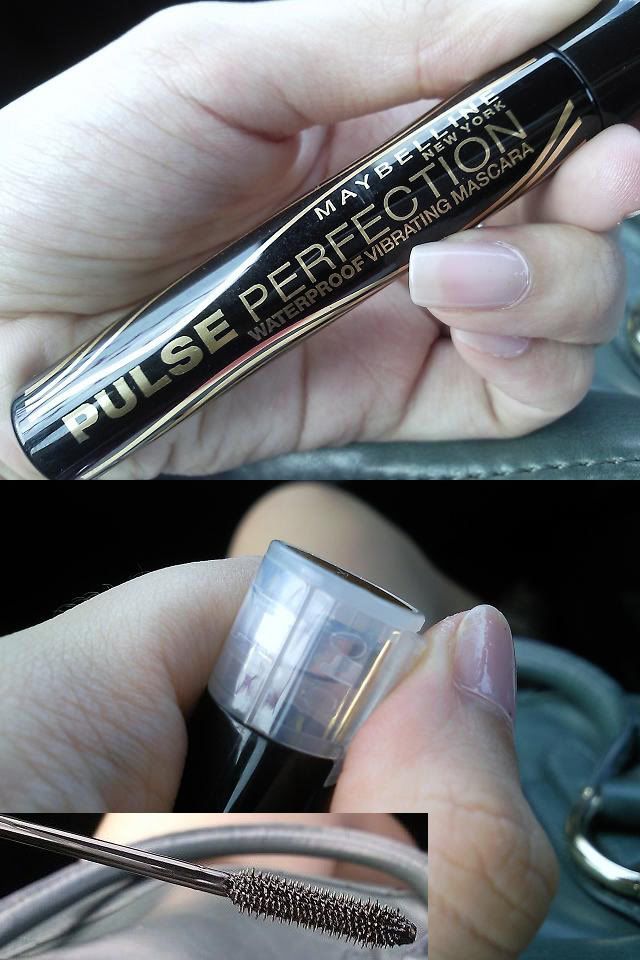 MAYBELLINE
NEW YORK
PULSE PERFECTION
WATERPROOF VIBRATING MASCARA